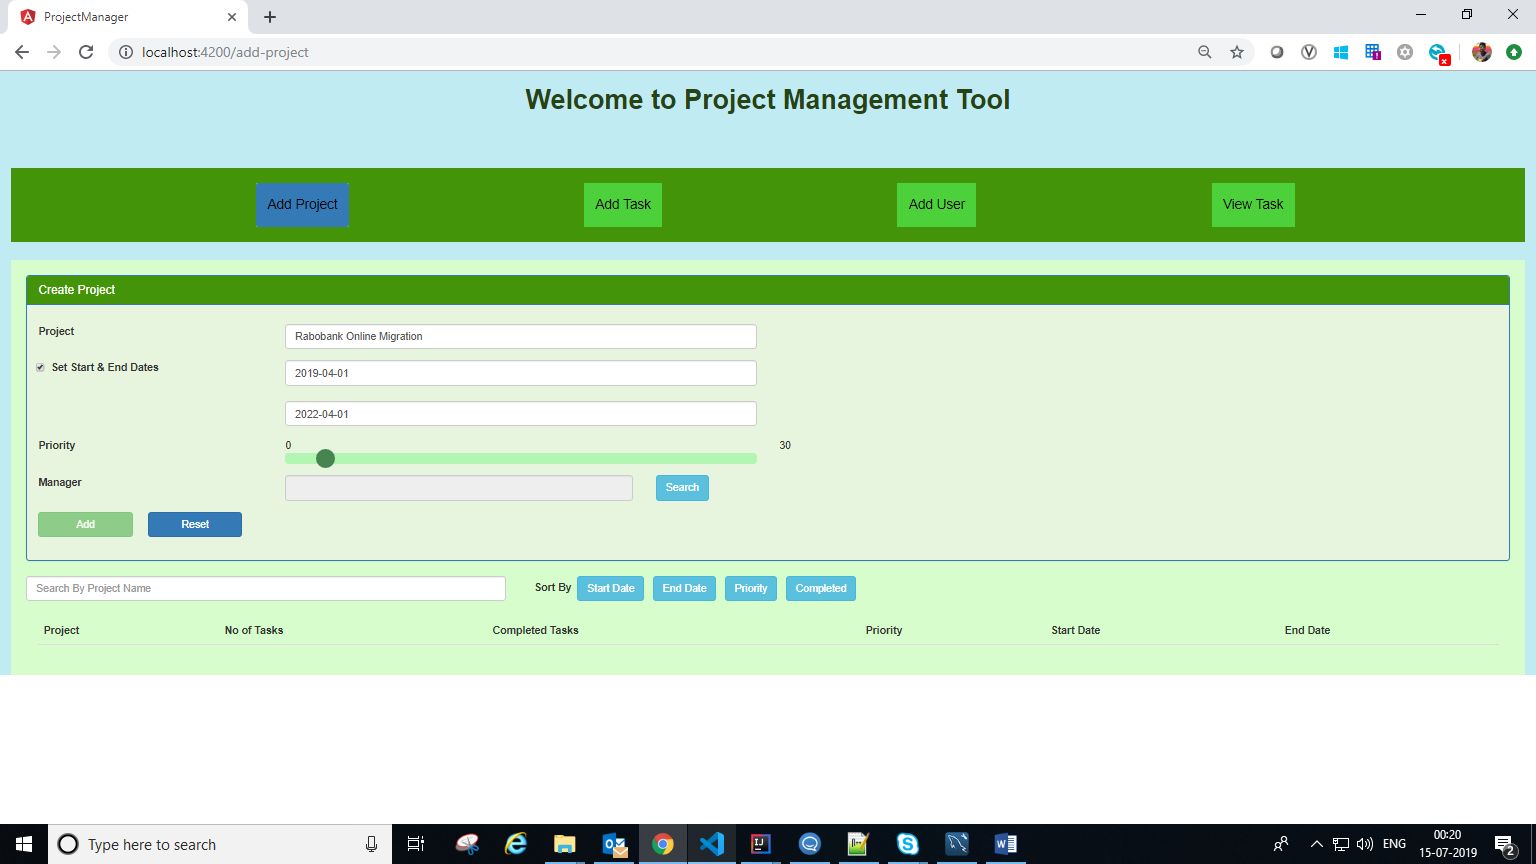 ProjectManager
localhost:4200/add-project
Welcome to Project Management Tool
Add Project Add Task Add User View Task
Create Project
Project Rabobank Online Migration
Set Start & End Dates 2019-04-01
2022-04-01
Priority 0 30
Manager Search
Add Reset
Search By Project Name Sort By Start Date End Date Priority Completed
Project No of Tasks Completed Tasks Priority Start Date End Date
Type here to search ENG 00:20
15-07-2019 2